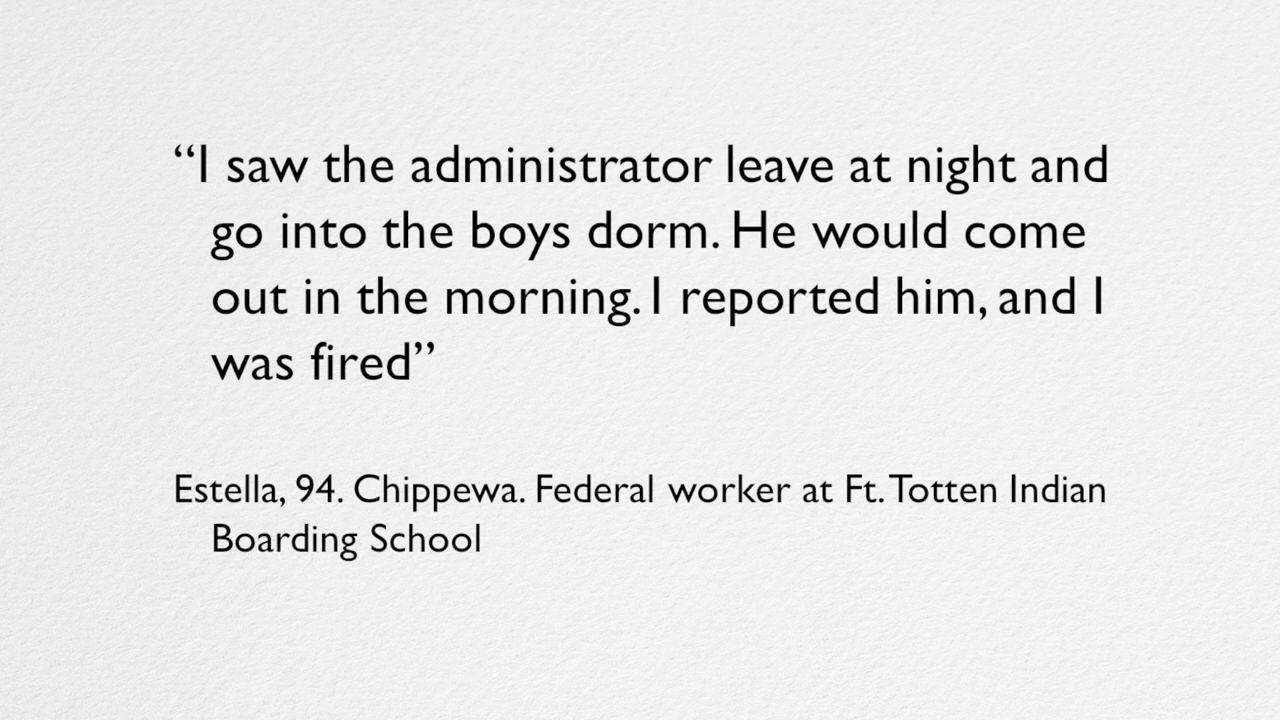 “I saw the administrator leave at night and
go into the boys dorm. He would come
out in the morning. I reported him, and I
was fired”
Estella, 94. Chippewa. Federal worker at Ft. Totten Indian
Boarding School